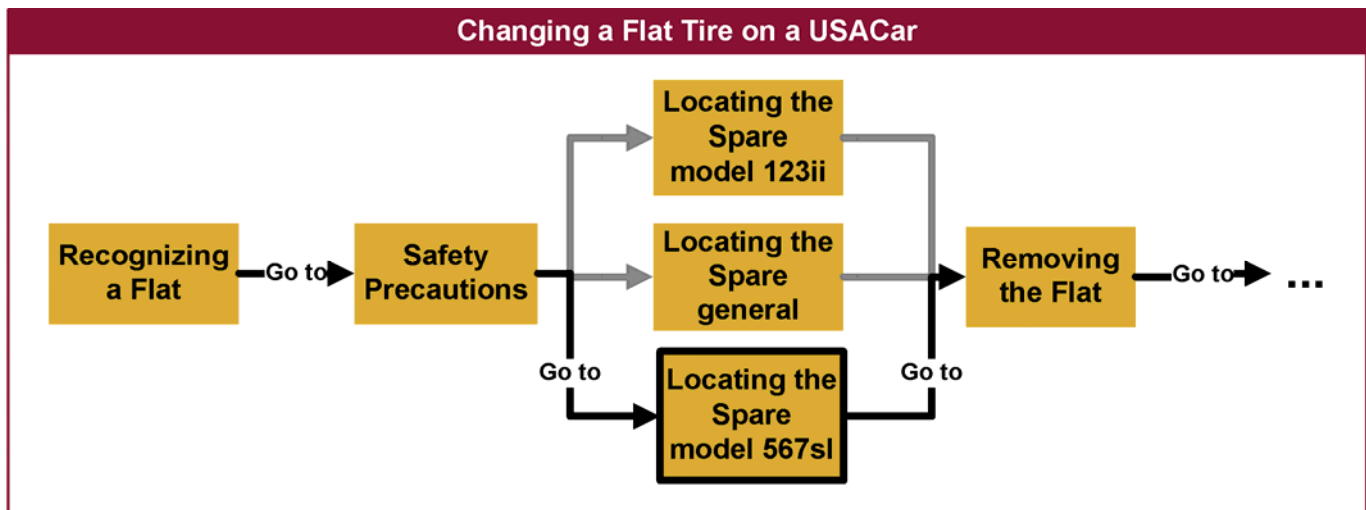 Changing a Flat Tire on a USACar
Locating the
Spare
model 123ii
Recognizing
a Flat
Go to
Safety
Precautions
Locating the
Spare
general
Removing
the Flat
Go to
...
Go to
Locating the
Spare
model 567sl
Go to